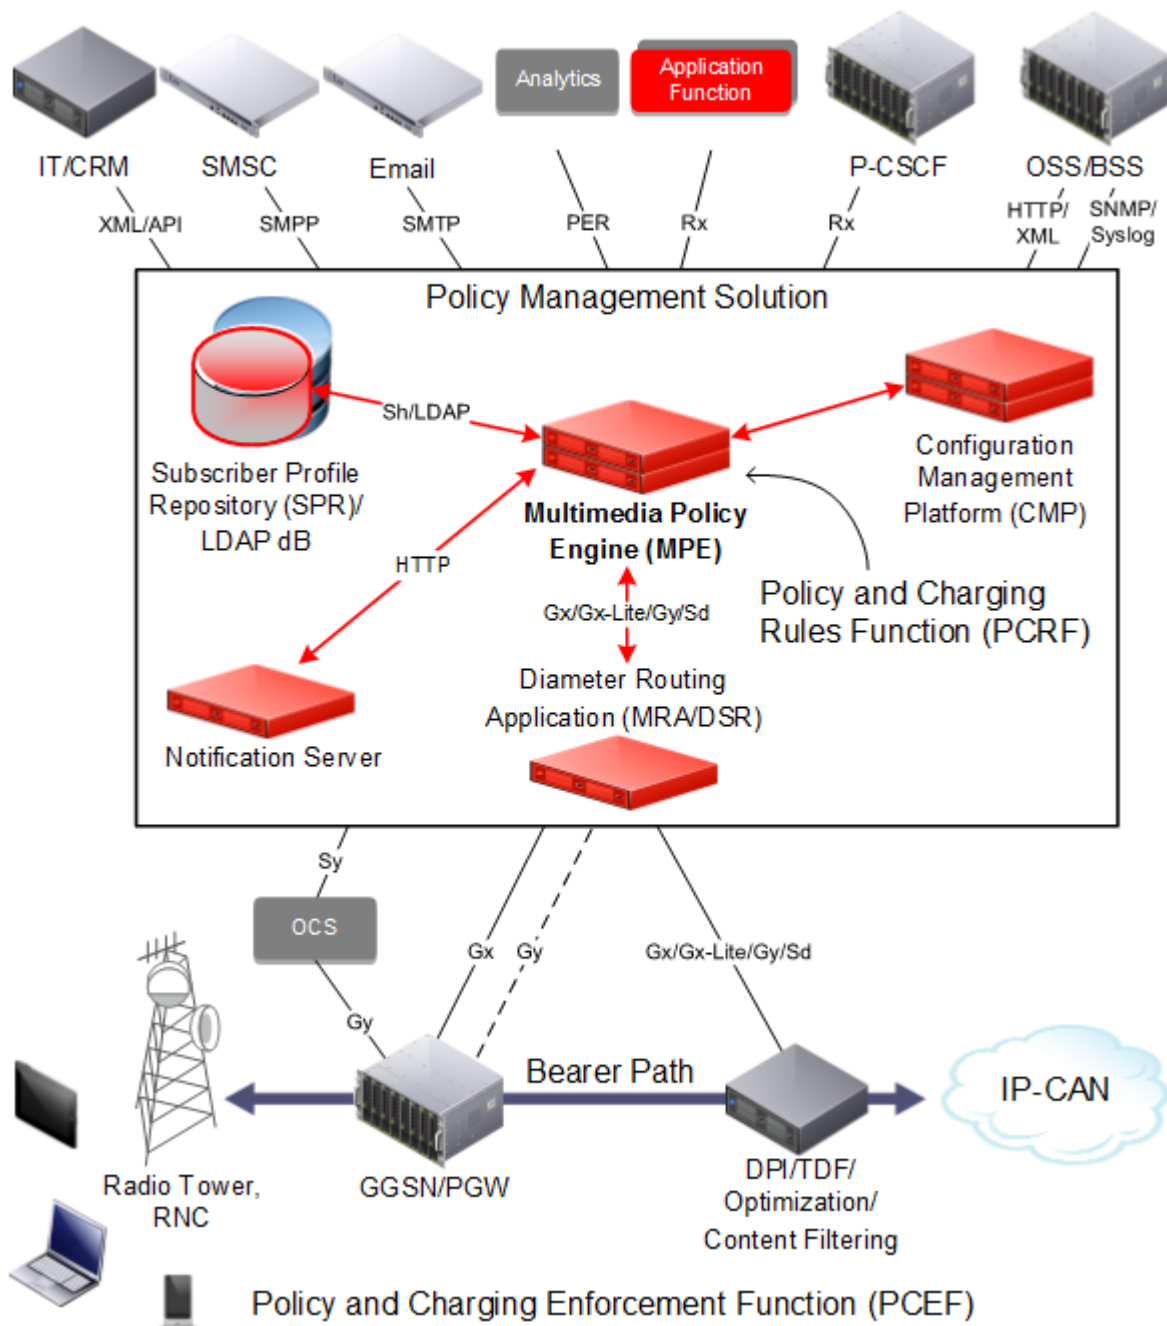 Analytics
Application
Function
IT/CRM
SMSC
Email
P-CSCF
OSS/BSS
XML/API
SMPP
SMTP
PER
Rx
Rx
HTTP/
XML
SNMP/
Syslog
Policy Management Solution
Sh/LDAP
Subscriber Profile
Repository (SPR)/
LDAP dB
Configuration
Management
Platform (CMP)
Multimedia Policy
Engine (MPE)
HTTP
Gx/Gx-Lite/Gy/Sd
Policy and Charging
Rules Function (PCRF)
Diameter Routing
Application (MRA/DSR)
Notification Server
Sy
OCS
Gx
Gy
Gx/Gx-Lite/Gy/Sd
Gy
Bearer Path
IP-CAN
Radio Tower,
RNC
GGSN/PGW
DPI/TDF/
Optimization/
Content Filtering
Policy and Charging Enforcement Function (PCEF)